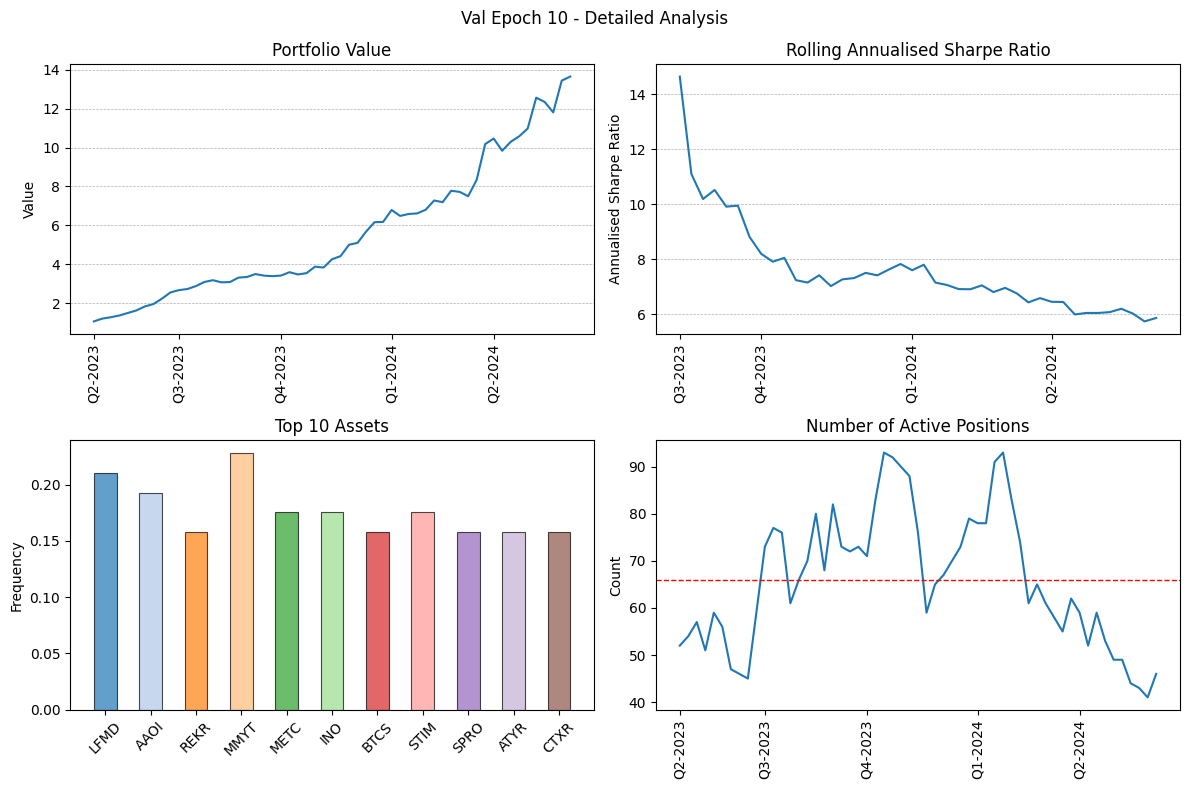 Val Epoch 10 - Detailed Analysis
Portfolio Value
Value
14
12
10
8
6
4
2
Q2-2023
Q3-2023
Q4-2023
Q1-2024
Q2-2024
Rolling Annualised Sharpe Ratio
Annualised Sharpe Ratio
14
12
10
8
6
Q3-2023
Q4-2023
Q1-2024
Q2-2024
Top 10 Assets
Frequency
0.20
0.15
0.10
0.05
0.00
LFMD
AAOI
REKR
MMYT
METC
INO
BTCS
STIM
SPRO
ATYR
CTXR
Number of Active Positions
Count
90
80
70
60
50
40
Q2-2023
Q3-2023
Q4-2023
Q1-2024
Q2-2024